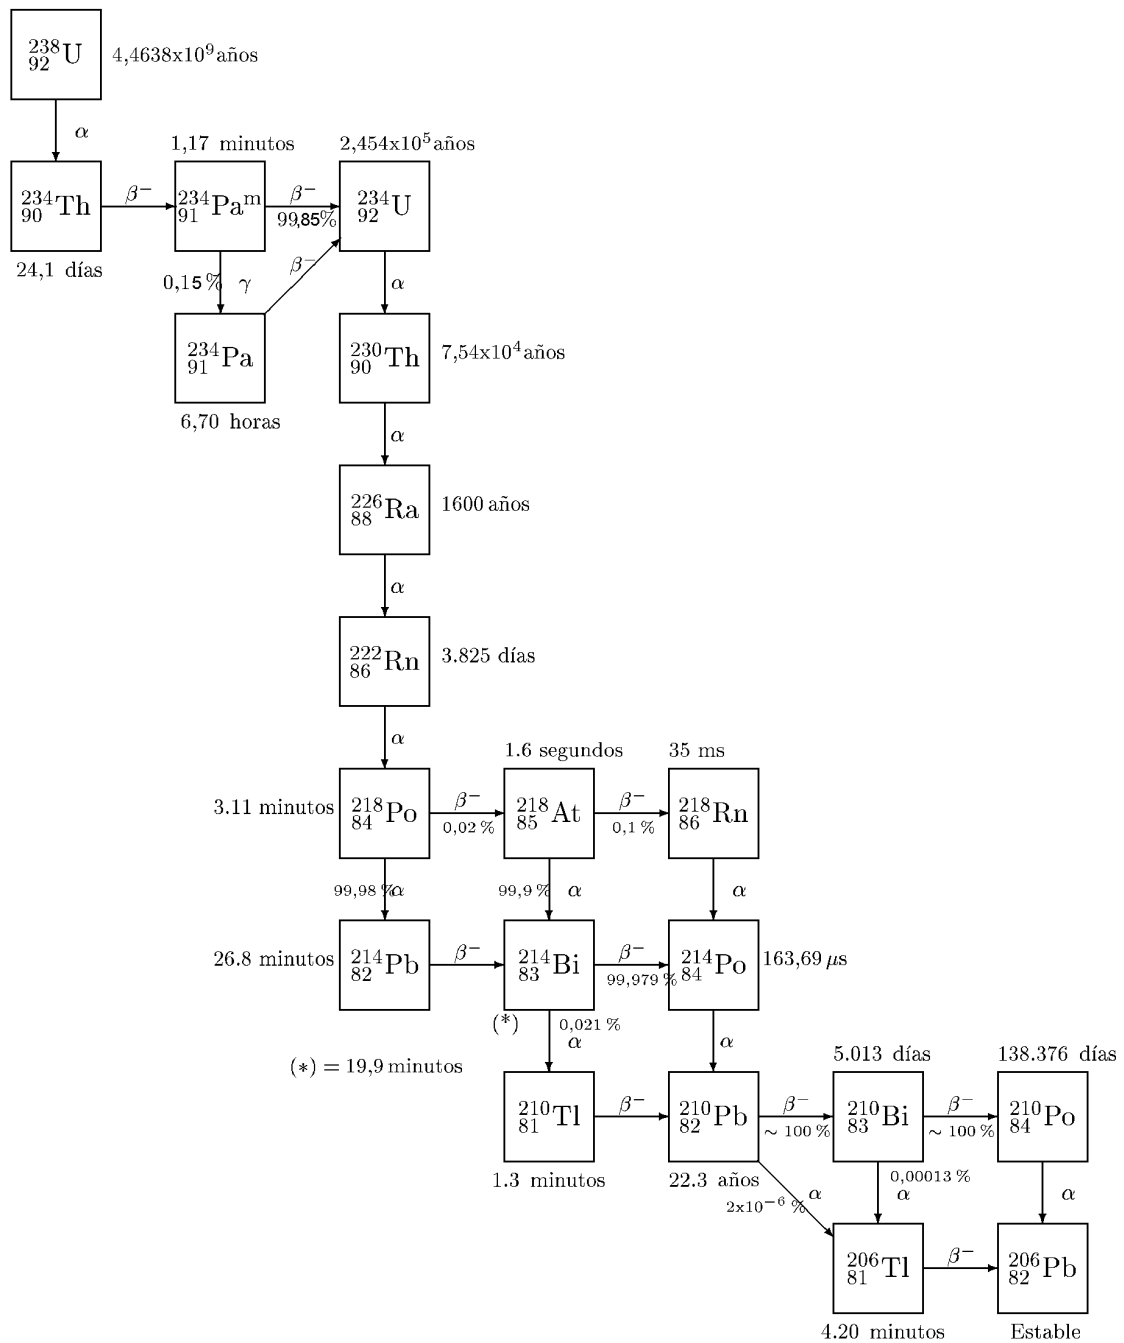 238 92 U 4,4638x10⁹ años
α
1,17 minutos 2,454x10⁵ años
234 90 Th β− 234 91 Paᵐ β− 99,85% 234 92 U
24,1 días 0,15 % γ β− α
234 91 Pa 230 90 Th 7,54x10⁴ años
6,70 horas
α
226 88 Ra 1600 años
α
222 86 Rn 3.825 días
α
1.6 segundos 35 ms
3.11 minutos 218 84 Po β− 0,02 % 218 85 At β− 0,1 % 218 86 Rn
99,98 % α 99,9 % α α
26.8 minutos 214 82 Pb β− 214 83 Bi β− 99,979 % 214 84 Po 163,69 μs
(*) 0,021 % α α
(*) = 19,9 minutos 5.013 días 138.376 días
210 81 Tl β− 210 82 Pb β− ~ 100 % 210 83 Bi β− ~ 100 % 210 84 Po
1.3 minutos 22.3 años 2x10⁻⁶ % α 0,00013 % α α
206 81 Tl β− 206 82 Pb
4.20 minutos Estable